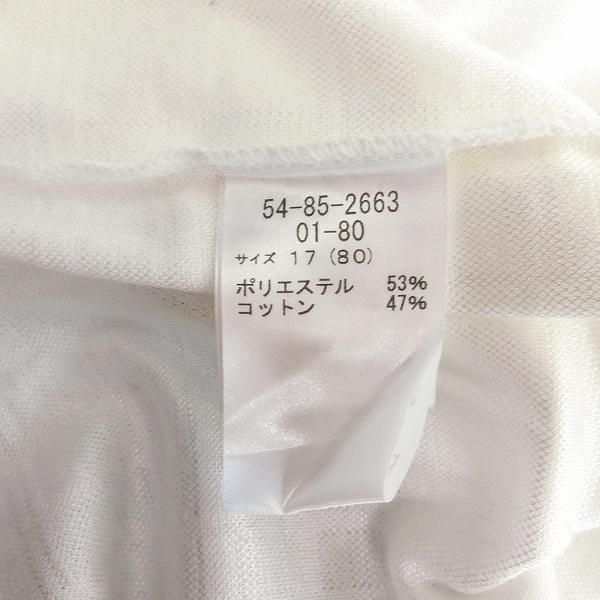 54-85-2663
01-80
サイズ 17 (80)
ポリエステル 53%
コットン 47%